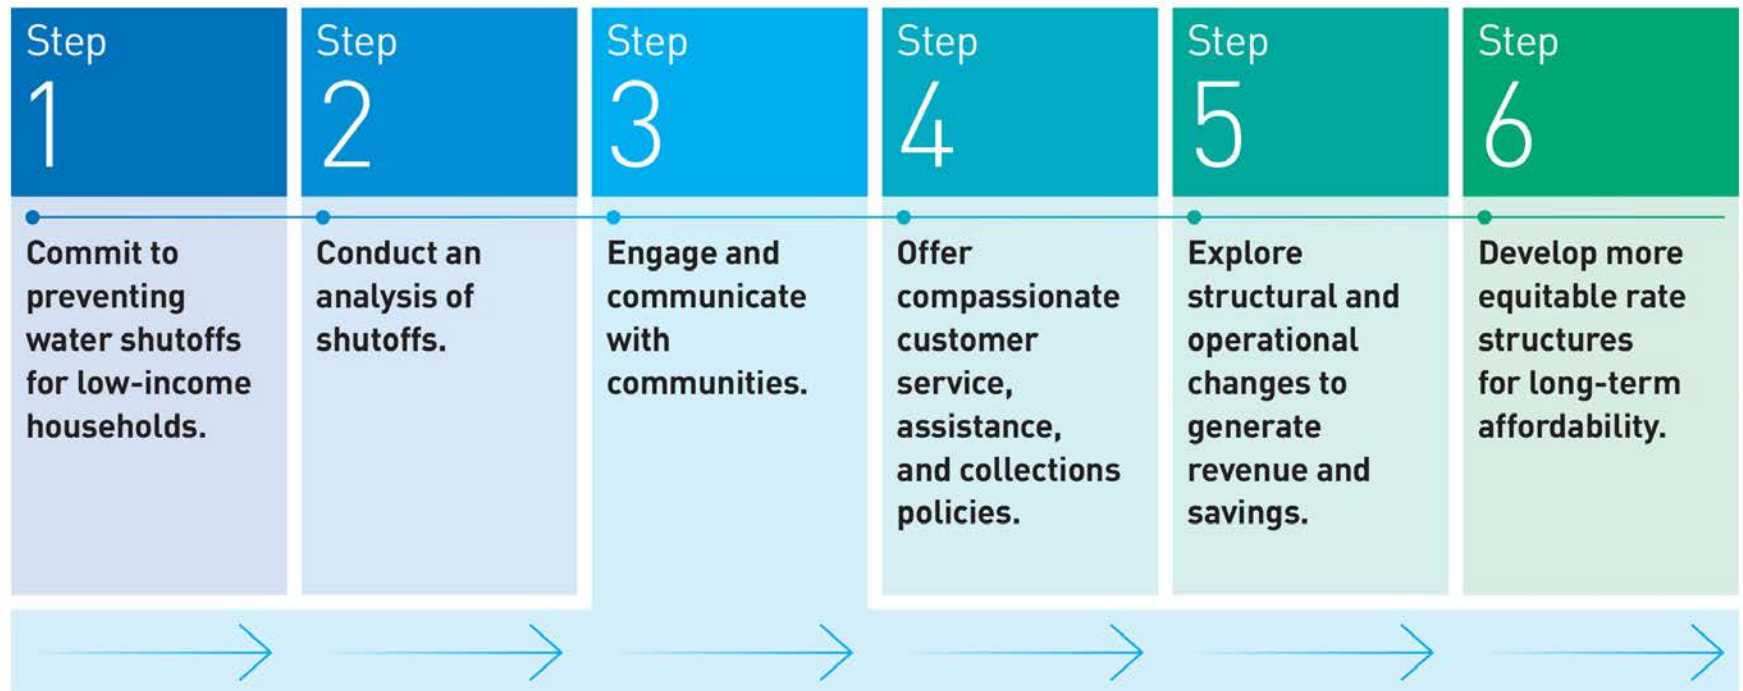 Step
1
Commit to
preventing
water shutoffs
for low-income
households.
Step
2
Conduct an
analysis of
shutoffs.
Step
3
Engage and
communicate
with
communities.
Step
4
Offer
compassionate
customer
service,
assistance,
and collections
policies.
Step
5
Explore
structural and
operational
changes to
generate
revenue and
savings.
Step
6
Develop more
equitable rate
structures
for long-term
affordability.